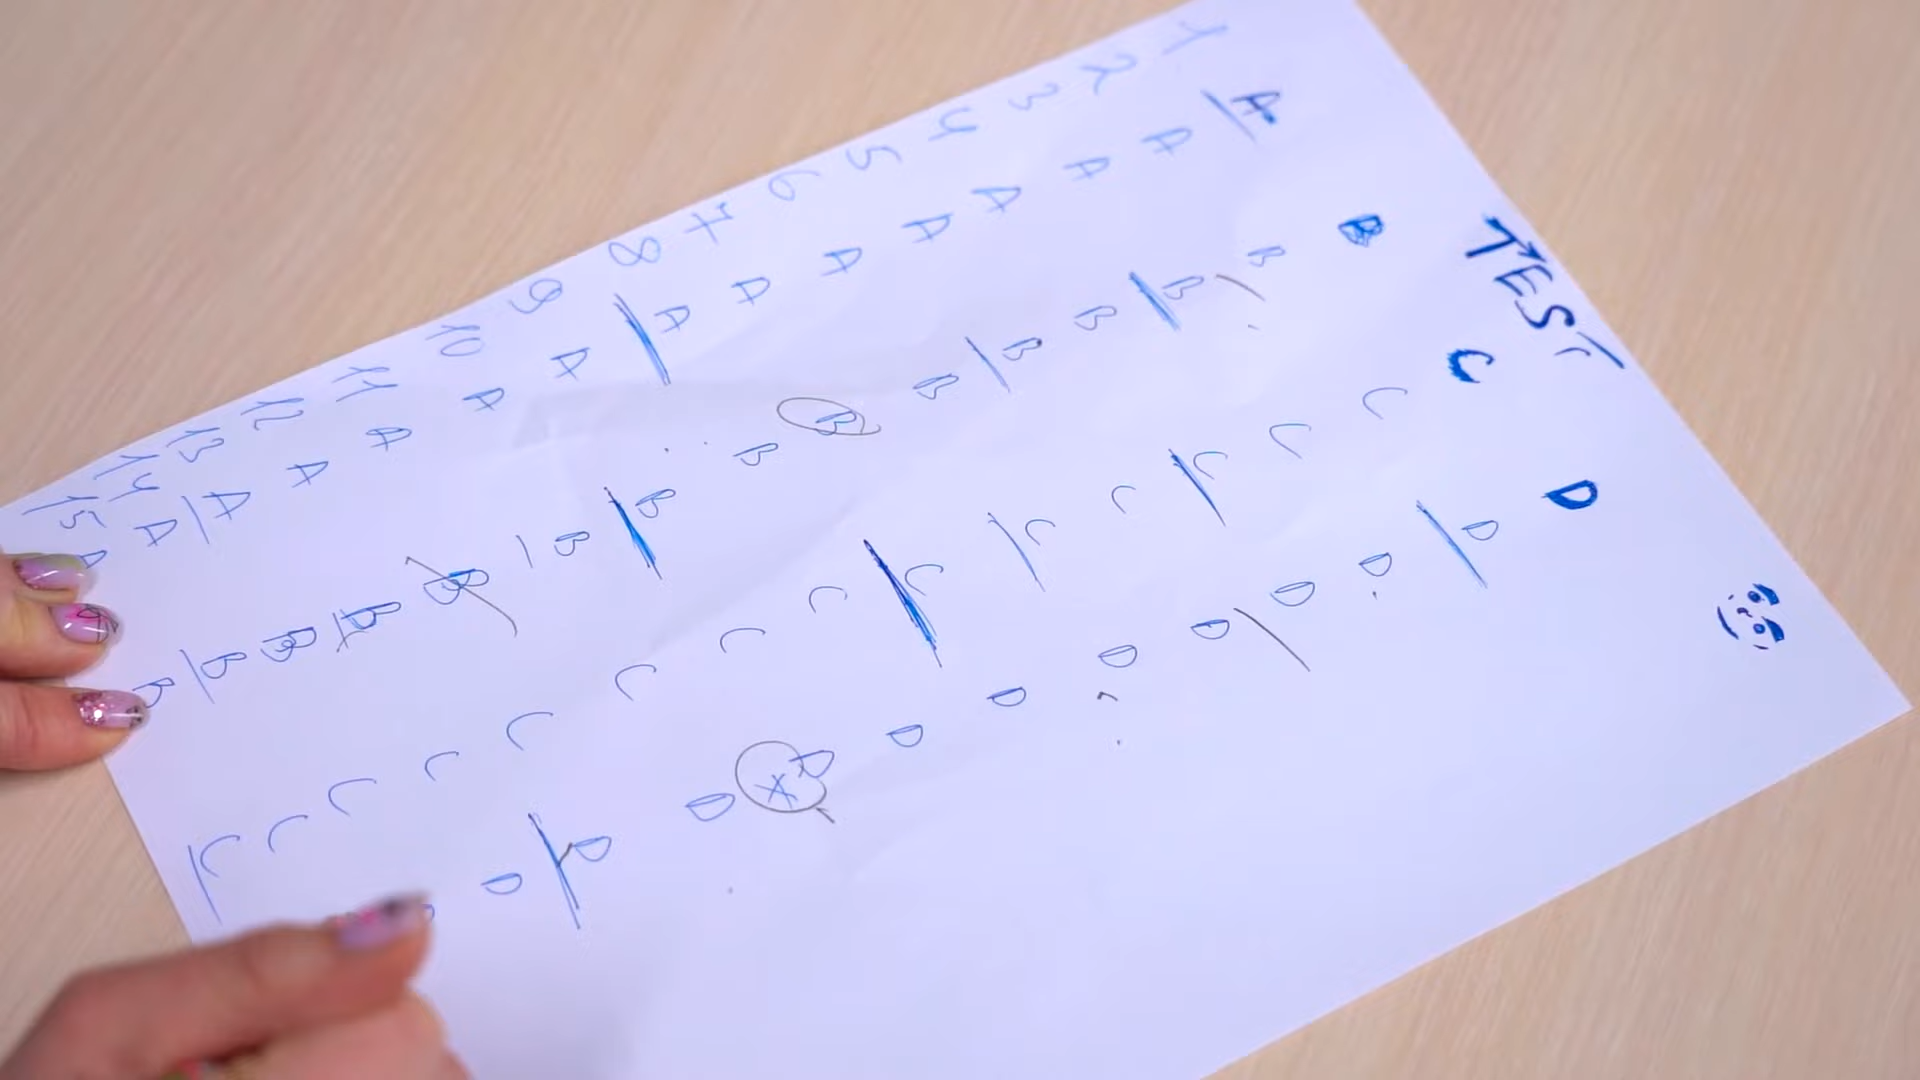 TEST
1 A B C D
2 A B C D
3 A B C D
4 A B C D
5 A B C D
6 A B C D
7 A B C D
8 A B C D
9 A B C D
10 A B C D
11 A B C D
12 A B C D
13 A B C
14 A B C
15 A B C